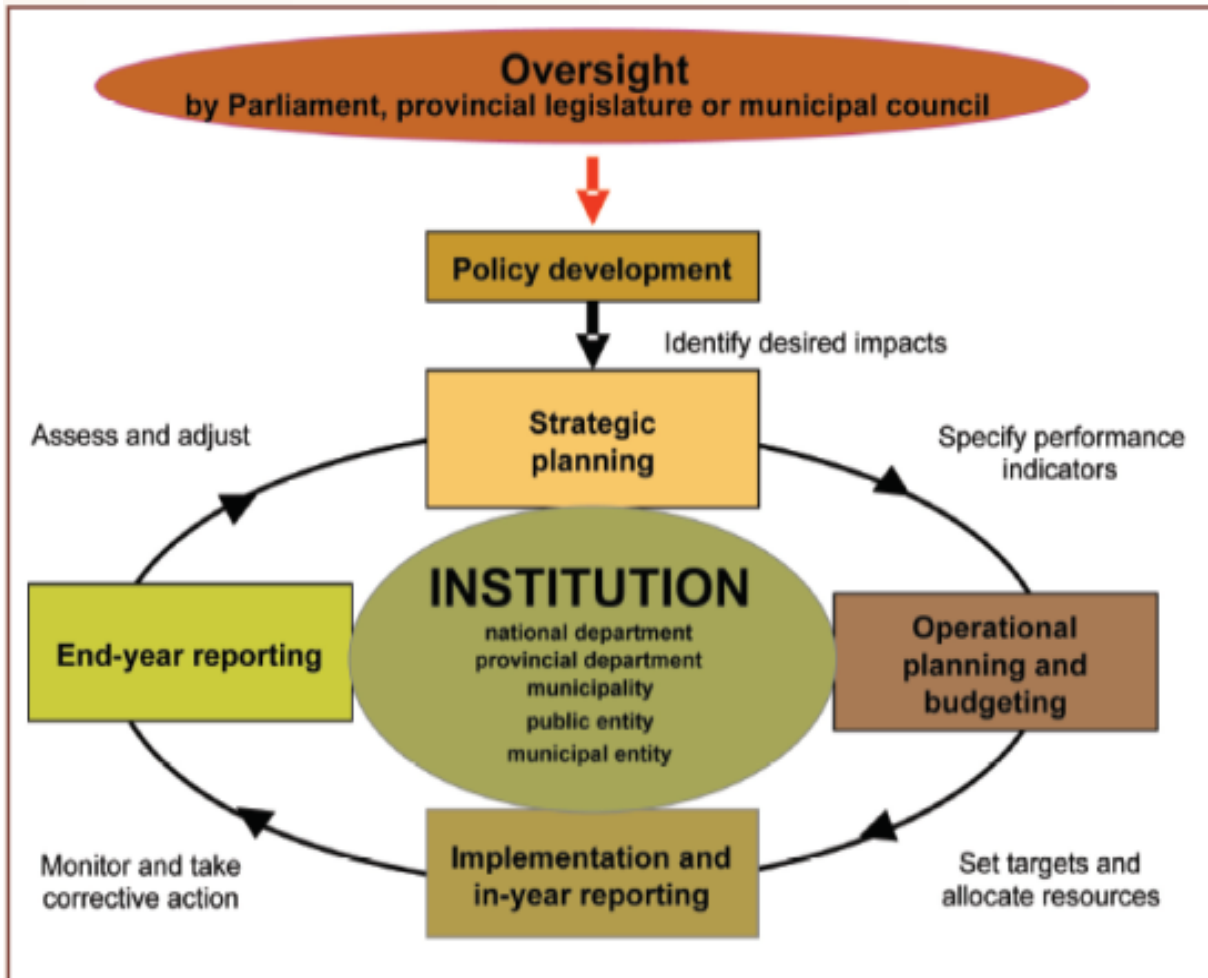 Oversight
by Parliament, provincial legislature or municipal council
Policy development
Identify desired impacts
Strategic
planning
Assess and adjust
Specify performance
indicators
INSTITUTION
national department
provincial department
municipality
public entity
municipal entity
End-year reporting
Operational
planning and
budgeting
Implementation and
in-year reporting
Monitor and take
corrective action
Set targets and
allocate resources